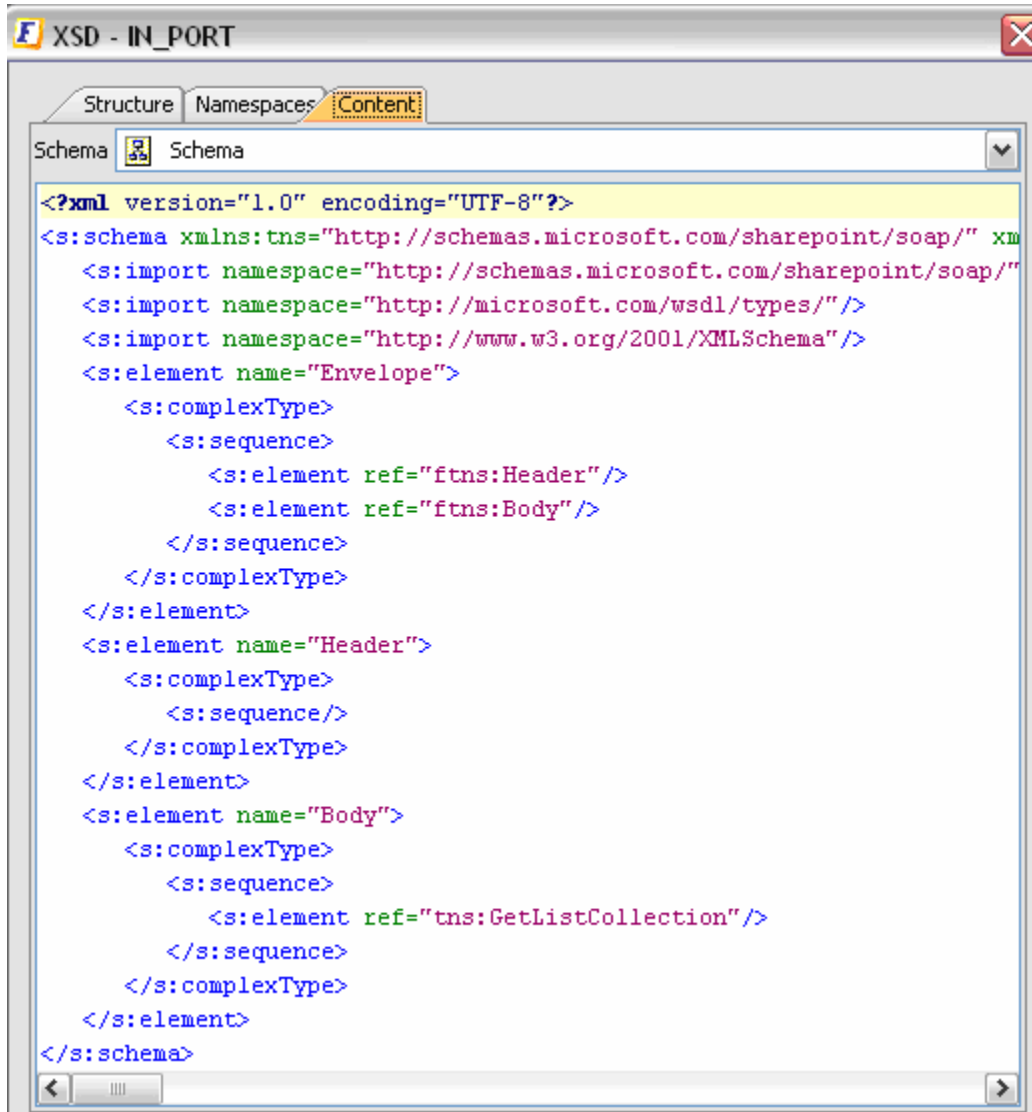 XSD - IN_PORT
Structure Namespaces Content
Schema Schema
<?xml version="1.0" encoding="UTF-8"?>
<s:schema xmlns:tns="http://schemas.microsoft.com/sharepoint/soap/" xm
<s:import namespace="http://schemas.microsoft.com/sharepoint/soap/"
<s:import namespace="http://microsoft.com/wsdl/types/"/>
<s:import namespace="http://www.w3.org/2001/XMLSchema"/>
<s:element name="Envelope">
<s:complexType>
<s:sequence>
<s:element ref="ftns:Header"/>
<s:element ref="ftns:Body"/>
</s:sequence>
</s:complexType>
</s:element>
<s:element name="Header">
<s:complexType>
<s:sequence/>
</s:complexType>
</s:element>
<s:element name="Body">
<s:complexType>
<s:sequence>
<s:element ref="tns:GetListCollection"/>
</s:sequence>
</s:complexType>
</s:element>
</s:schema>